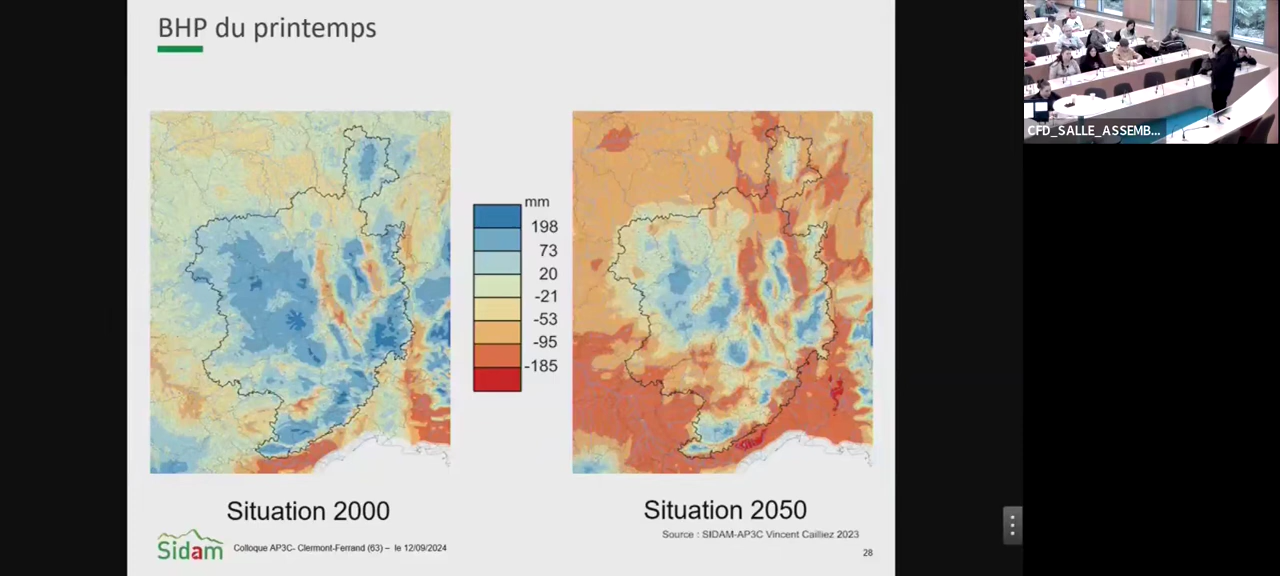 BHP du printemps
mm
198
73
20
-21
-53
-95
-185
Situation 2000
Situation 2050
Source : SIDAM-AP3C Vincent Cailliez 2023
Sidam
Colloque AP3C- Clermont-Ferrand (63) – le 12/09/2024
28
CFD_SALLE_ASSEMB...